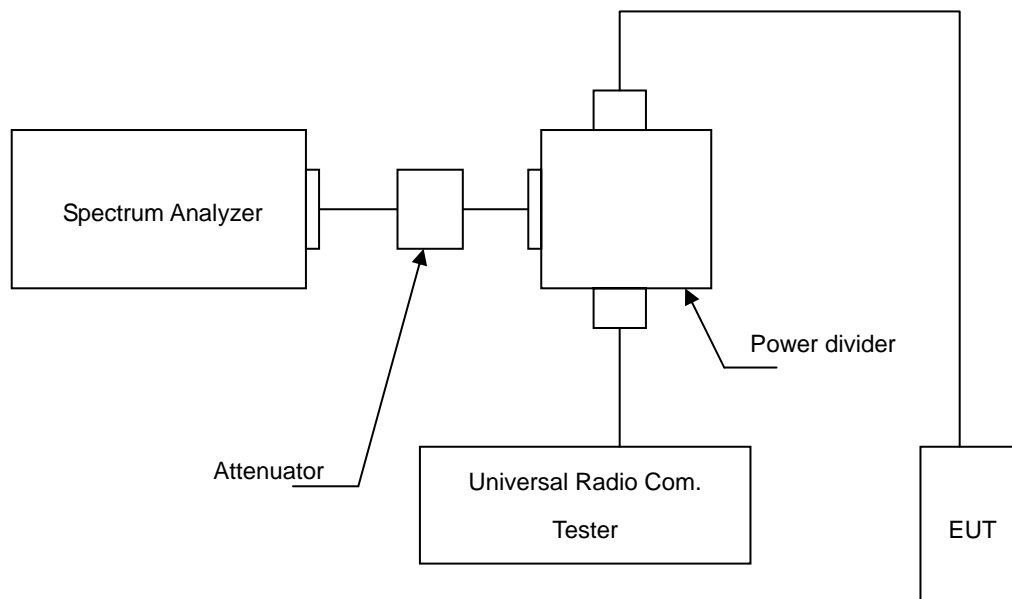 Spectrum Analyzer
Power divider
Attenuator
Universal Radio Com.
Tester
EUT